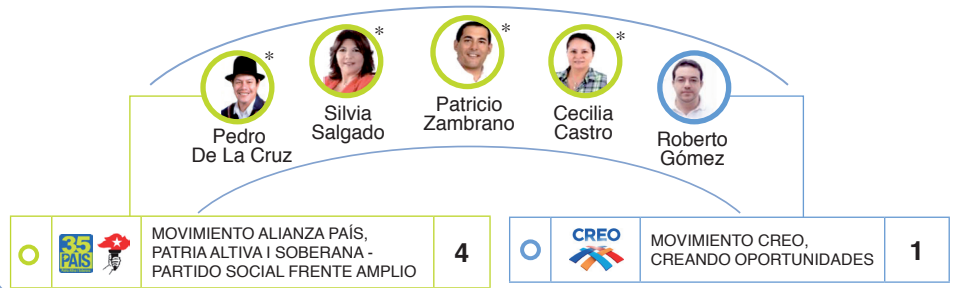 *
*
*
*
Pedro
De La Cruz
Silvia
Salgado
Patricio
Zambrano
Cecilia
Castro
Roberto
Gómez
35
PAIS
MOVIMIENTO ALIANZA PAÍS,
PATRIA ALTIVA I SOBERANA -
PARTIDO SOCIAL FRENTE AMPLIO
4
CREO
MOVIMIENTO CREO,
CREANDO OPORTUNIDADES
1